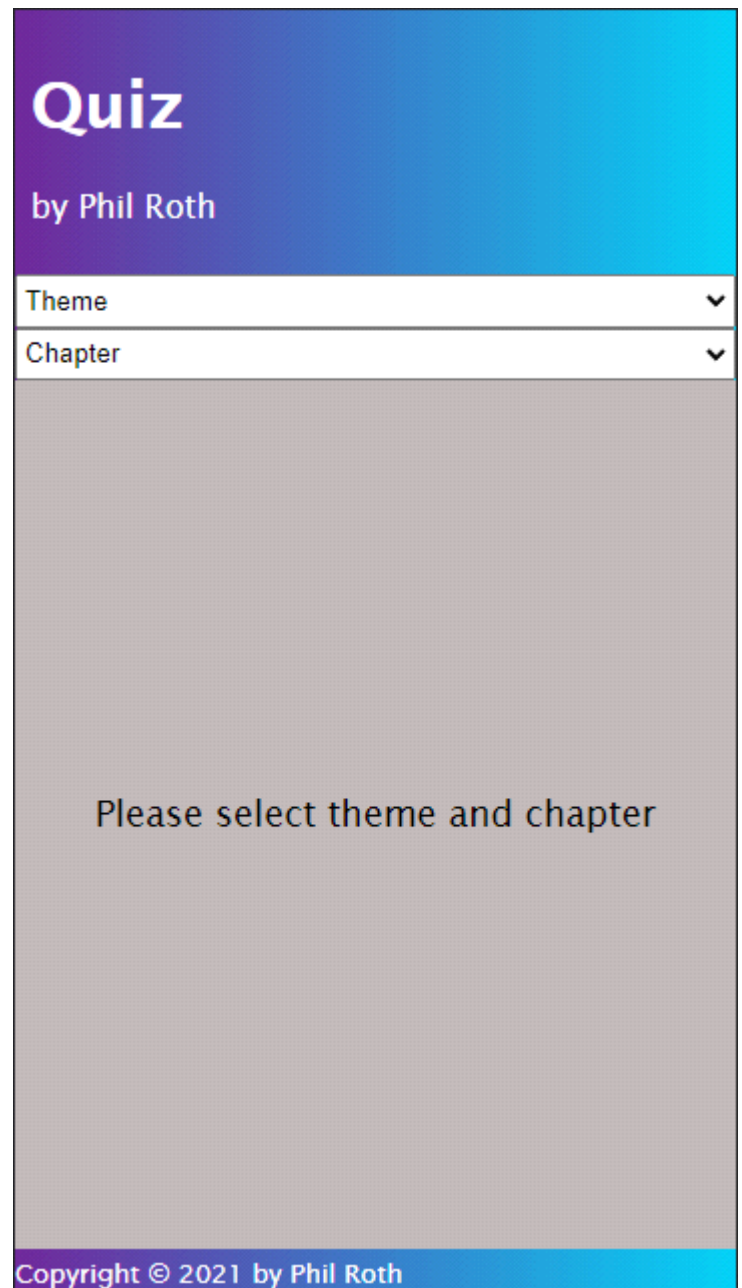 Quiz
by Phil Roth
Theme
Chapter
Please select theme and chapter
Copyright © 2021 by Phil Roth